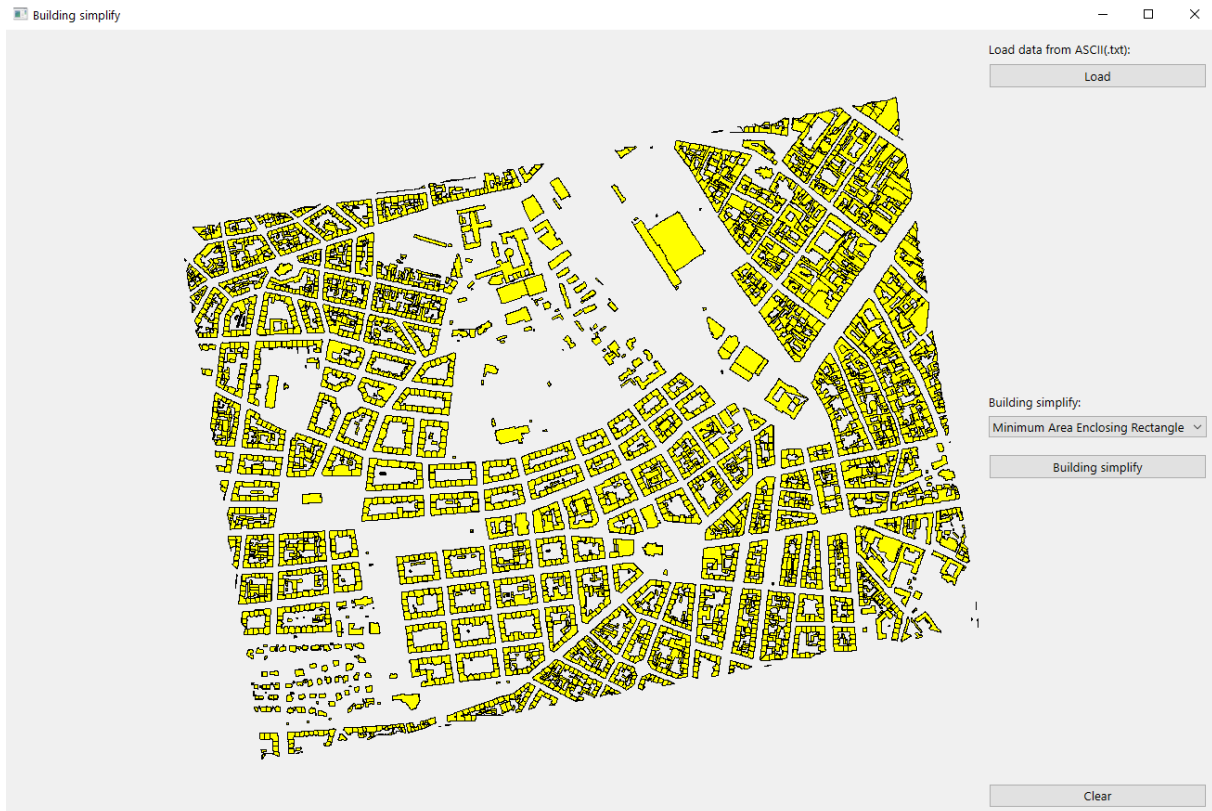 Building simplify
Load data from ASCII(.txt):
Load
Building simplify:
Minimum Area Enclosing Rectangle
Building simplify
Clear